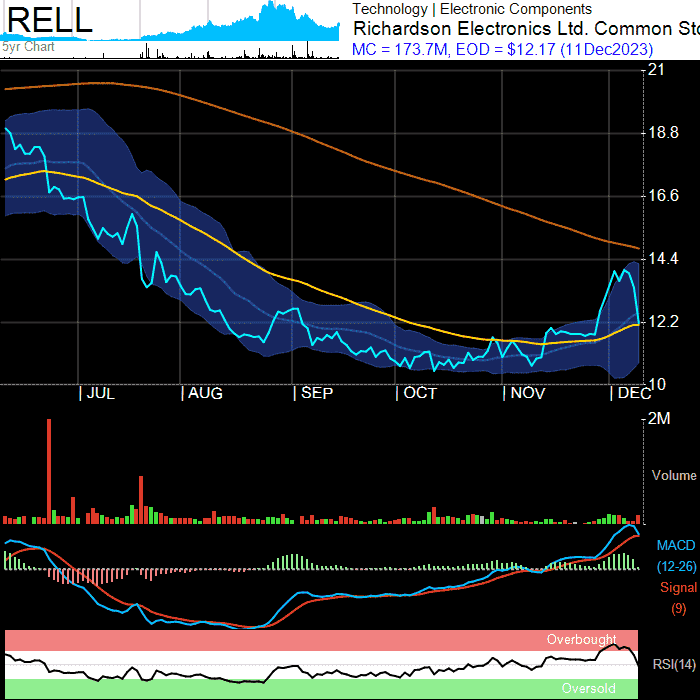 RELL
5yr Chart
Technology | Electronic Components
Richardson Electronics Ltd. Common Sto
MC = 173.7M, EOD = $12.17 (11Dec2023)
21
18.8
16.6
14.4
12.2
10
| JUL | AUG | SEP | OCT | NOV | DEC
2M
Volume
MACD
(12-26)
Signal
(9)
Overbought
RSI(14)
Oversold